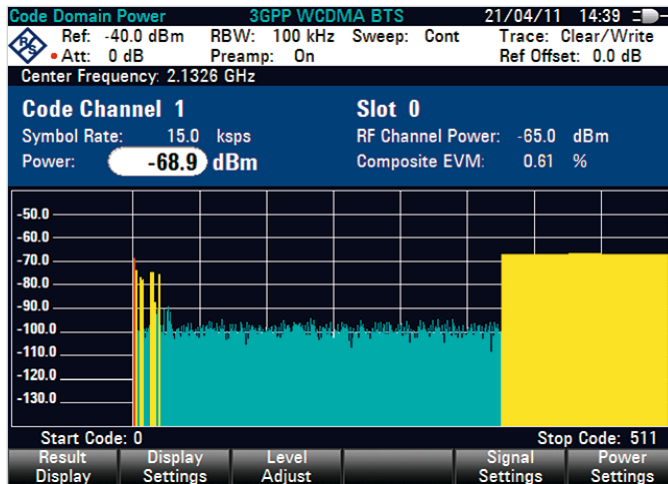 Code Domain Power 3GPP WCDMA BTS 21/04/11 14:39
Ref: -40.0 dBm RBW: 100 kHz Sweep: Cont Trace: Clear/Write
Att: 0 dB Preamp: On Ref Offset: 0.0 dB
Center Frequency: 2.1326 GHz
Code Channel 1 Slot 0
Symbol Rate: 15.0 ksps RF Channel Power: -65.0 dBm
Power: -68.9 dBm Composite EVM: 0.61 %
-50.0
-60.0
-70.0
-80.0
-90.0
-100.0
-110.0
-120.0
-130.0
Start Code: 0 Stop Code: 511
Result Display Level Signal Power
Display Settings Adjust Settings Settings